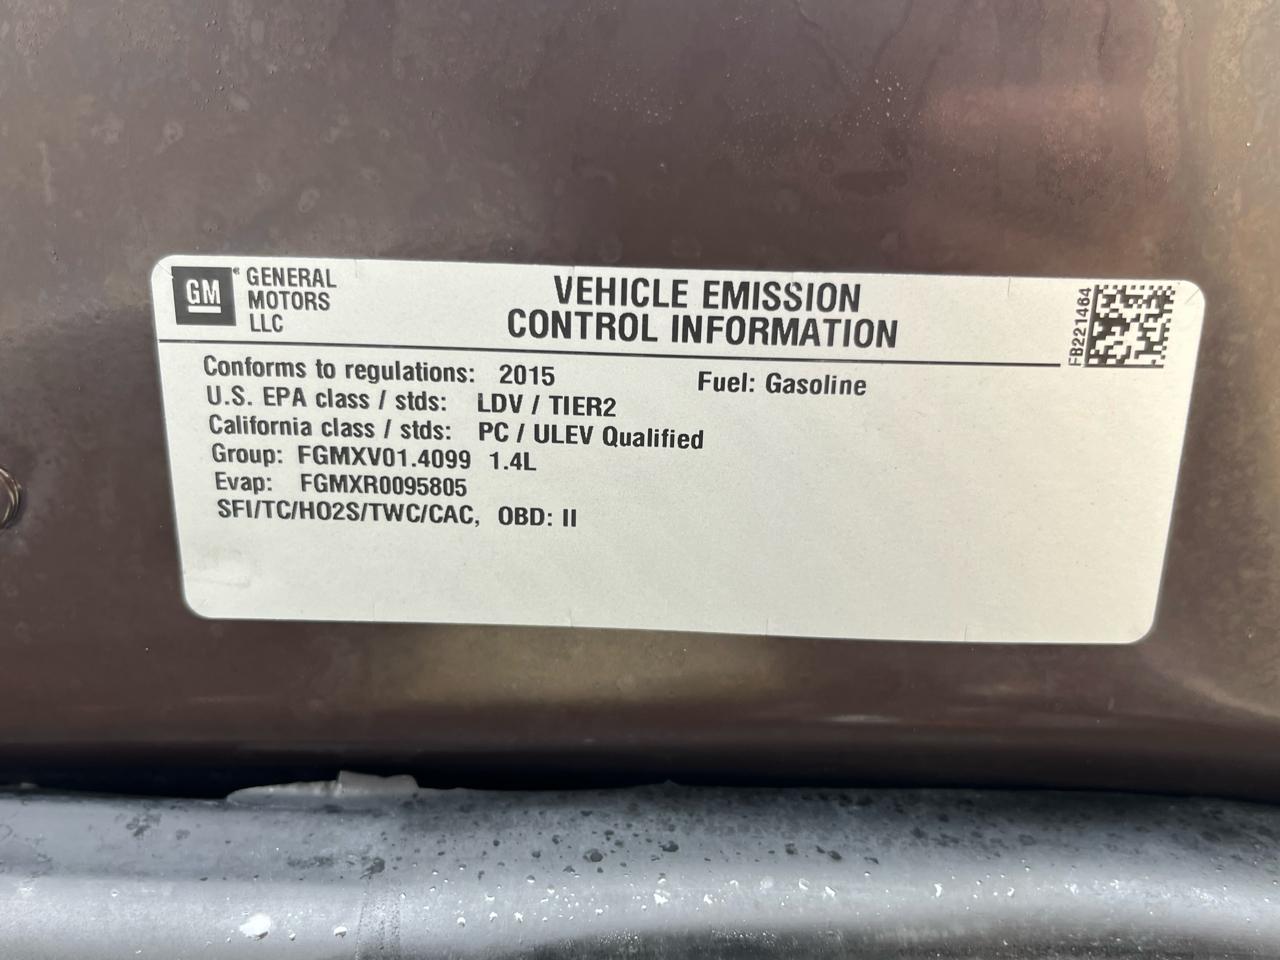 GM
GENERAL
MOTORS
LLC
VEHICLE EMISSION
CONTROL INFORMATION
FB221464
Conforms to regulations: 2015 Fuel: Gasoline
U.S. EPA class / stds: LDV / TIER2
California class / stds: PC / ULEV Qualified
Group: FGMXV01.4099 1.4L
Evap: FGMXR0095805
SFI/TC/HO2S/TWC/CAC, OBD: II